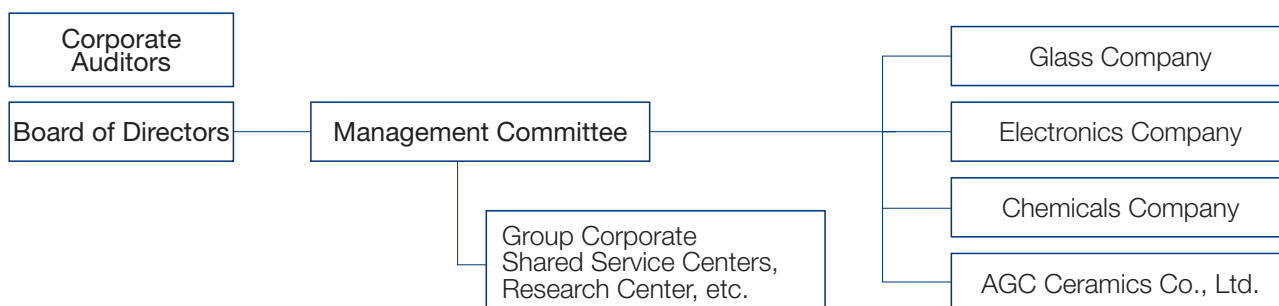 Corporate
Auditors
Board of Directors
Management Committee
Group Corporate
Shared Service Centers,
Research Center, etc.
Glass Company
Electronics Company
Chemicals Company
AGC Ceramics Co., Ltd.